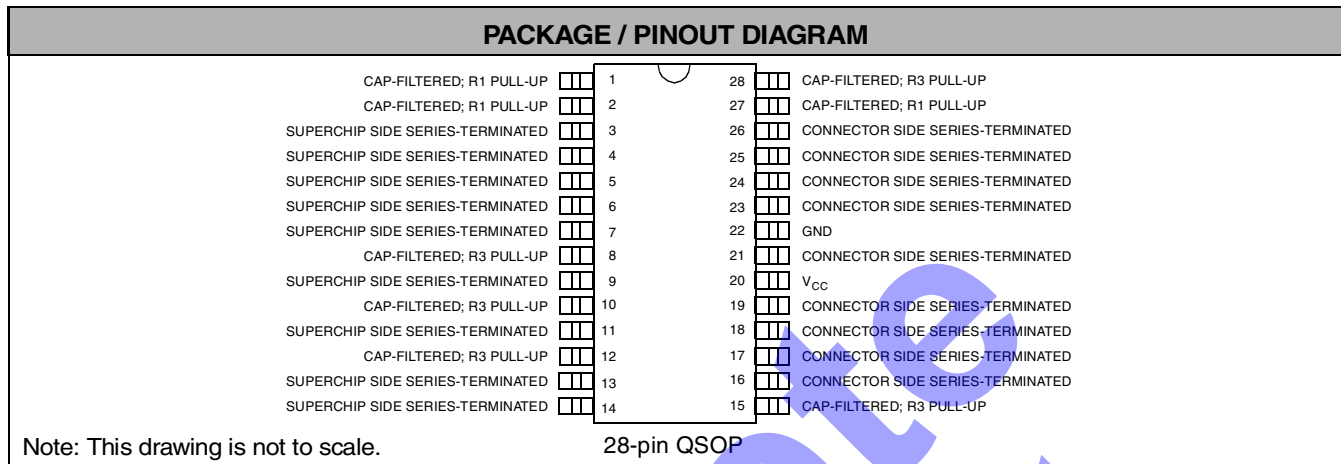 PACKAGE / PINOUT DIAGRAM
CAP-FILTERED; R1 PULL-UP 1 28 CAP-FILTERED; R3 PULL-UP
CAP-FILTERED; R1 PULL-UP 2 27 CAP-FILTERED; R1 PULL-UP
SUPERCHIP SIDE SERIES-TERMINATED 3 26 CONNECTOR SIDE SERIES-TERMINATED
SUPERCHIP SIDE SERIES-TERMINATED 4 25 CONNECTOR SIDE SERIES-TERMINATED
SUPERCHIP SIDE SERIES-TERMINATED 5 24 CONNECTOR SIDE SERIES-TERMINATED
SUPERCHIP SIDE SERIES-TERMINATED 6 23 CONNECTOR SIDE SERIES-TERMINATED
SUPERCHIP SIDE SERIES-TERMINATED 7 22 GND
CAP-FILTERED; R3 PULL-UP 8 21 CONNECTOR SIDE SERIES-TERMINATED
SUPERCHIP SIDE SERIES-TERMINATED 9 20 VCC
CAP-FILTERED; R3 PULL-UP 10 19 CONNECTOR SIDE SERIES-TERMINATED
SUPERCHIP SIDE SERIES-TERMINATED 11 18 CONNECTOR SIDE SERIES-TERMINATED
CAP-FILTERED; R3 PULL-UP 12 17 CONNECTOR SIDE SERIES-TERMINATED
SUPERCHIP SIDE SERIES-TERMINATED 13 16 CONNECTOR SIDE SERIES-TERMINATED
SUPERCHIP SIDE SERIES-TERMINATED 14 15 CAP-FILTERED; R3 PULL-UP
Note: This drawing is not to scale. 28-pin QSOP